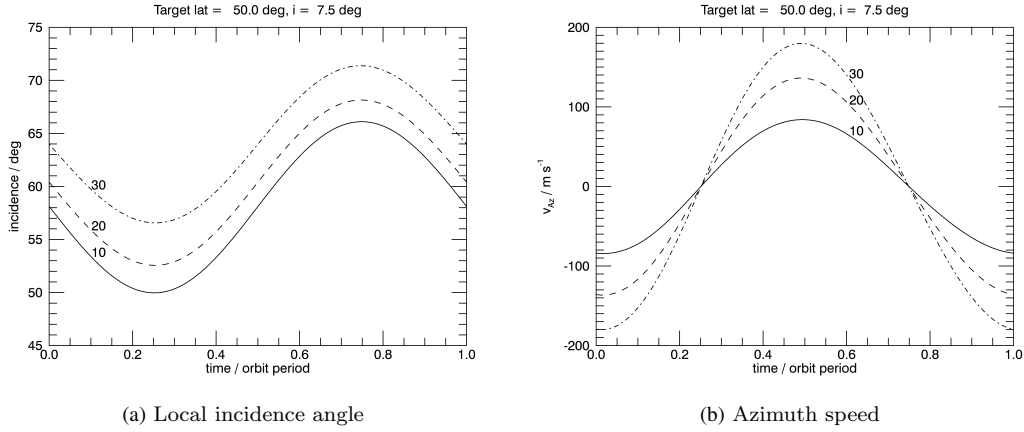 Target lat = 50.0 deg, i = 7.5 deg
75
70
65
60
55
50
45
incidence / deg
30
20
10
0.0 0.2 0.4 0.6 0.8 1.0
time / orbit period
(a) Local incidence angle
Target lat = 50.0 deg, i = 7.5 deg
200
100
0
-100
-200
v_Az / m s^-1
30
20
10
0.0 0.2 0.4 0.6 0.8 1.0
time / orbit period
(b) Azimuth speed